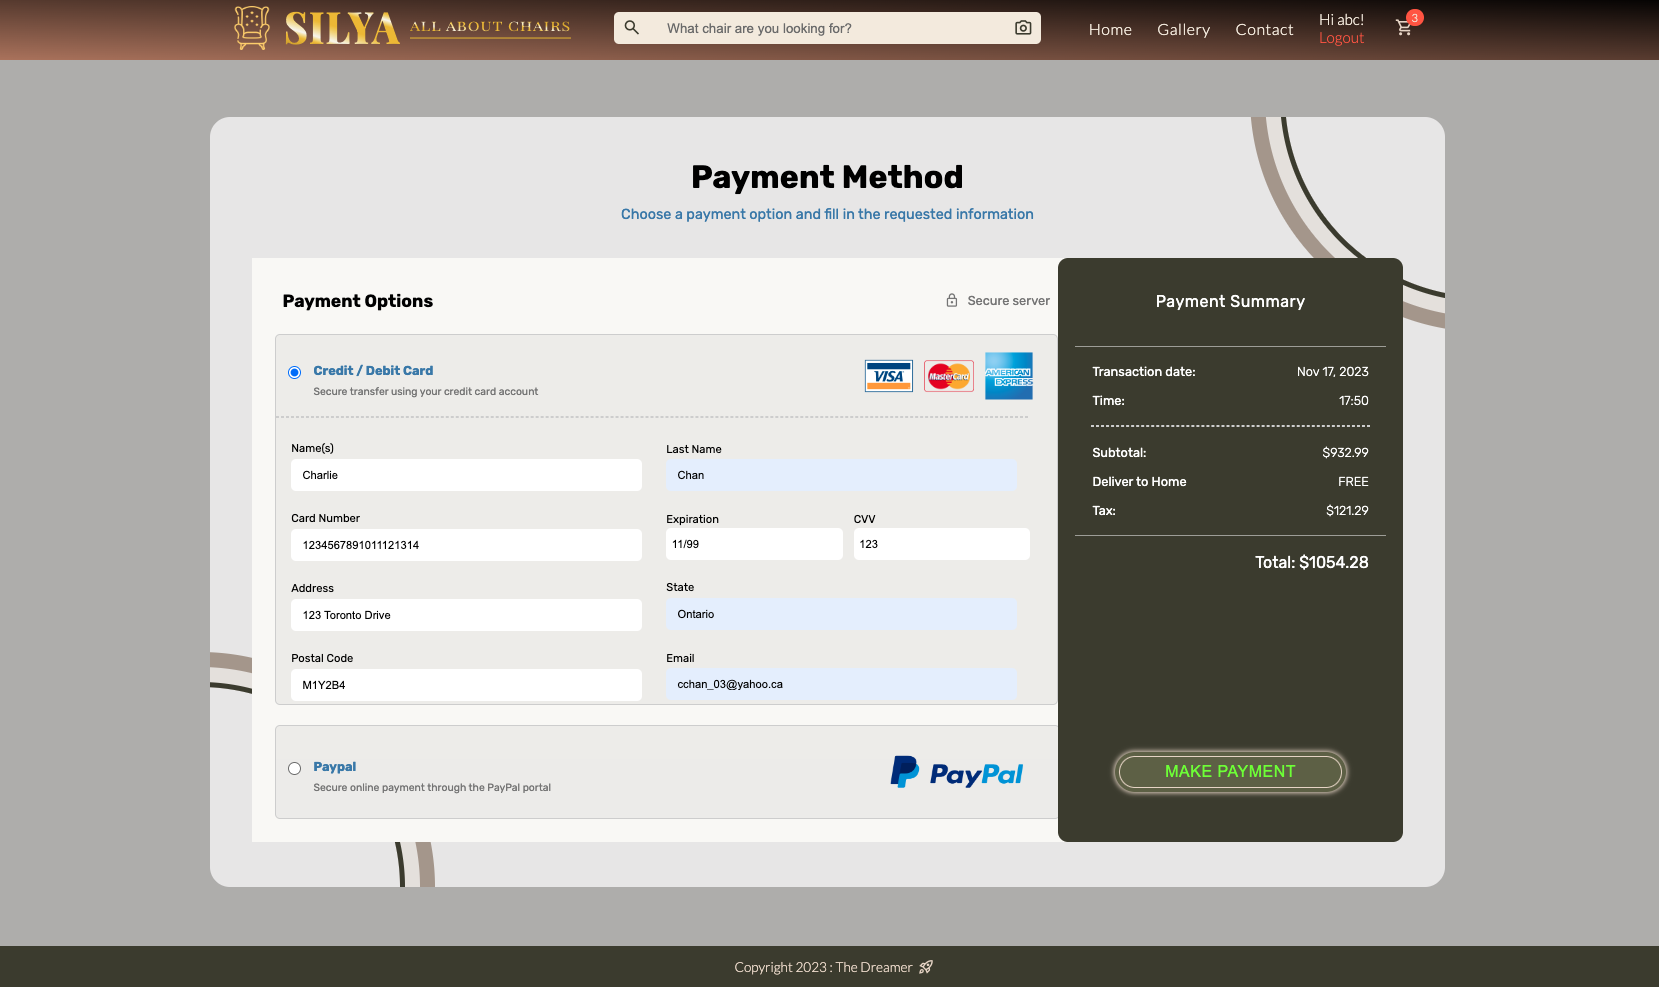 SILYA ALL ABOUT CHAIRS
What chair are you looking for?
Home Gallery Contact
Hi abc!
Logout
3
Payment Method
Choose a payment option and fill in the requested information
Payment Options
Secure server
Credit / Debit Card
Secure transfer using your credit card account
VISA MasterCard AMERICAN EXPRESS
Name(s) Last Name
Charlie Chan
Card Number Expiration CVV
1234567891011121314 11/99 123
Address State
123 Toronto Drive Ontario
Postal Code Email
M1Y2B4 cchan_03@yahoo.ca
Paypal
Secure online payment through the PayPal portal
PayPal
Payment Summary
Transaction date: Nov 17, 2023
Time: 17:50
Subtotal: $932.99
Deliver to Home FREE
Tax: $121.29
Total: $1054.28
MAKE PAYMENT
Copyright 2023 : The Dreamer